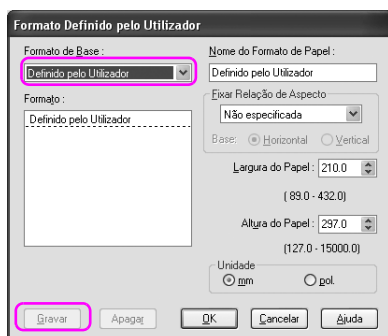 Formato Definido pelo Utilizador
Formato de Base :
Definido pelo Utilizador
Formato :
Definido pelo Utilizador
Nome do Formato de Papel :
Definido pelo Utilizador
Fixar Relação de Aspecto
Não especificada
Base: Horizontal Vertical
Largura do Papel : 210.0
( 89.0 - 432.0)
Altura do Papel : 297.0
(127.0 - 15000.0)
Unidade
mm pol.
Gravar Apagar OK Cancelar Ajuda